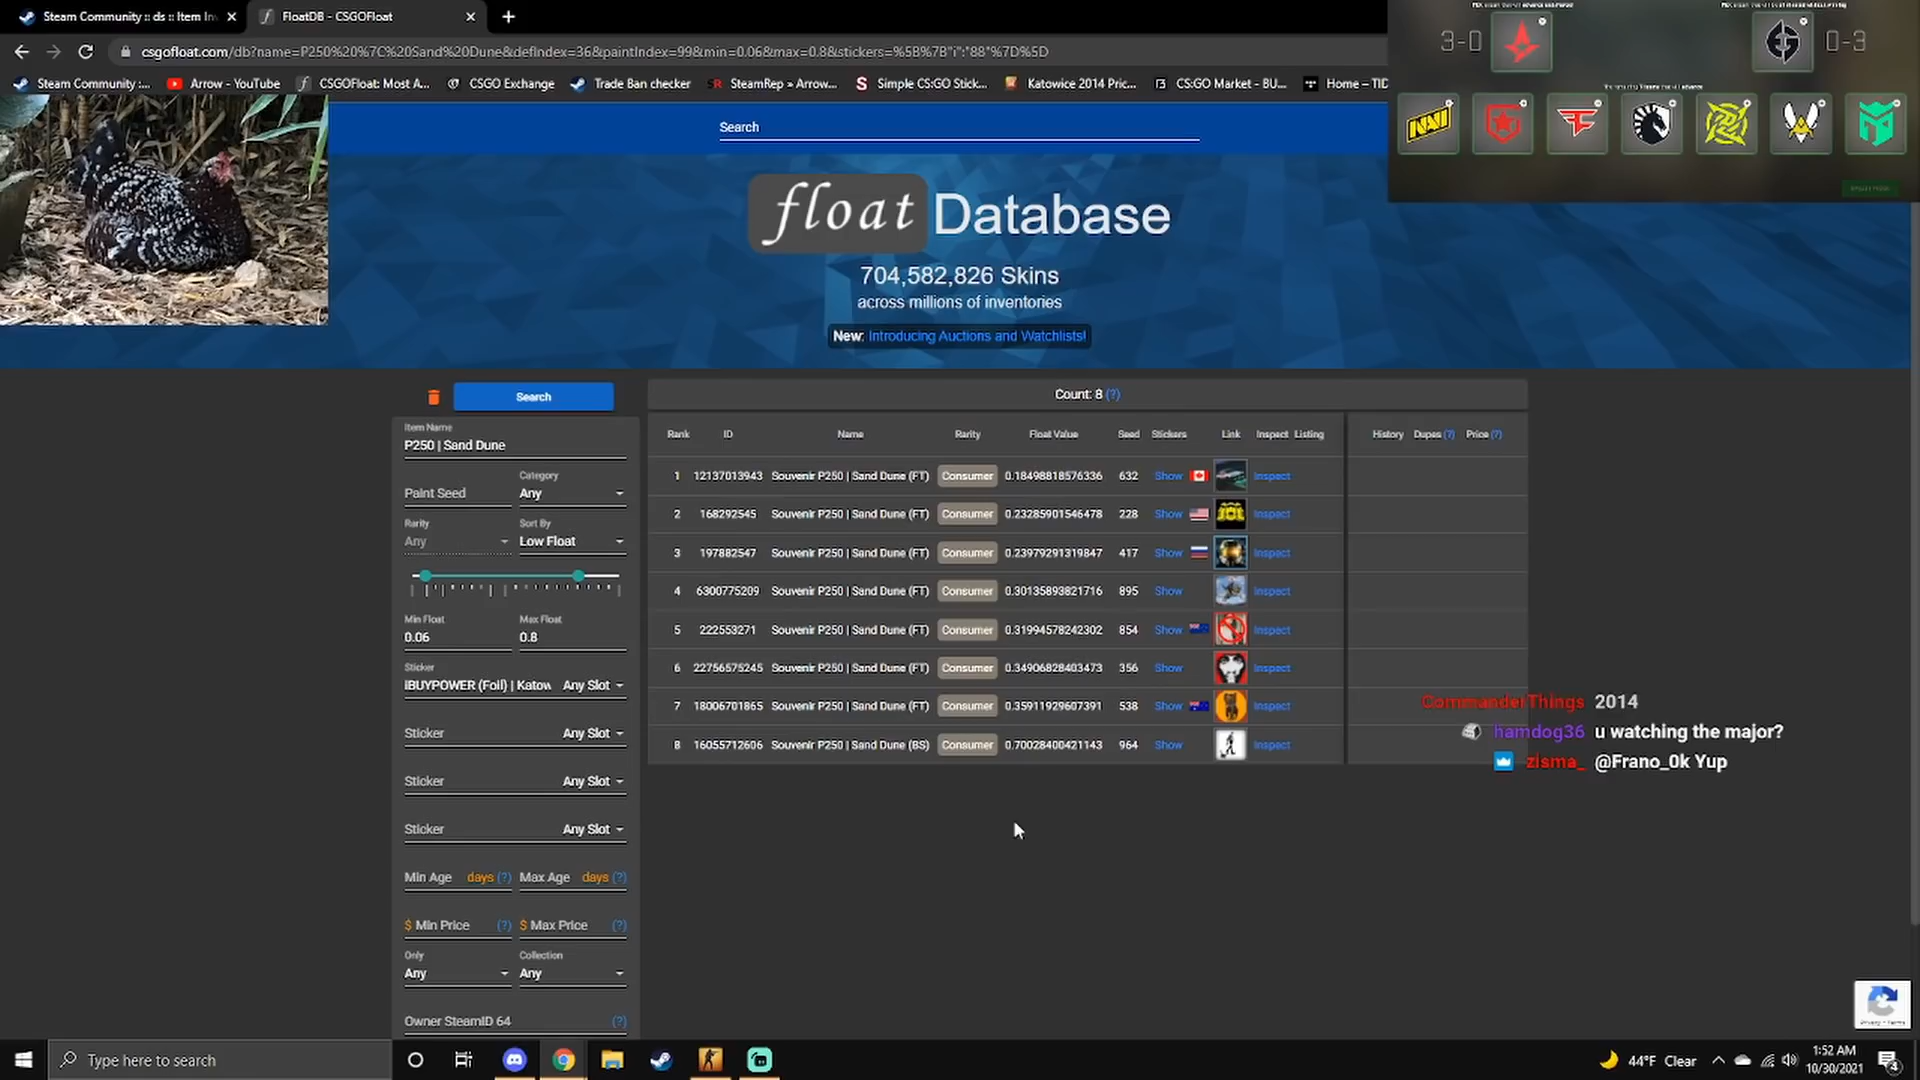 Steam Community :: ds :: Item Inv
FloatDB - CSGOFloat
csgofloat.com/db?name=P250%20%7C%20Sand%20Dune&defIndex=36&paintIndex=99&min=0.06&max=0.8&stickers=%5B%7B"i":"88"%7D%5D
Steam Community :...
Arrow - YouTube
CSGOFloat: Most A...
CSGO Exchange
Trade Ban checker
SteamRep » Arrow...
Simple CS:GO Stick...
Katowice 2014 Pric...
CS:GO Market - BU...
Home – TID
3-0
0-3
Search
float Database
704,582,826 Skins
across millions of inventories
New: Introducing Auctions and Watchlists!
Search
Count: 8 (?)
Item Name
P250 | Sand Dune
Paint Seed
Category
Any
Rarity
Any
Sort By
Low Float
Min Float
0.06
Max Float
0.8
Sticker
iBUYPOWER (Foil) | Katow
Any Slot
Sticker
Any Slot
Sticker
Any Slot
Sticker
Any Slot
Min Age days (?)
Max Age days (?)
$ Min Price (?)
$ Max Price (?)
Only
Any
Collection
Any
Owner SteamID 64 (?)
Rank ID Name Rarity Float Value Seed Stickers Link Inspect Listing History Dupes (?) Price (?)
1 12137013943 Souvenir P250 | Sand Dune (FT) Consumer 0.18498818576336 632 Show Inspect
2 168292545 Souvenir P250 | Sand Dune (FT) Consumer 0.23285901546478 228 Show Inspect
3 197882547 Souvenir P250 | Sand Dune (FT) Consumer 0.23979291319847 417 Show Inspect
4 6300775209 Souvenir P250 | Sand Dune (FT) Consumer 0.30135893821716 895 Show Inspect
5 222553271 Souvenir P250 | Sand Dune (FT) Consumer 0.31994578242302 854 Show Inspect
6 22756575245 Souvenir P250 | Sand Dune (FT) Consumer 0.34906828403473 356 Show Inspect
7 18006701865 Souvenir P250 | Sand Dune (FT) Consumer 0.35911929607391 538 Show Inspect
8 16055712606 Souvenir P250 | Sand Dune (BS) Consumer 0.70028400421143 964 Show Inspect
CommanderThings 2014
hamdog36 u watching the major?
zisma_ @Frano_0k Yup
Privacy - Terms
Type here to search
44°F Clear
1:52 AM
10/30/2021
4